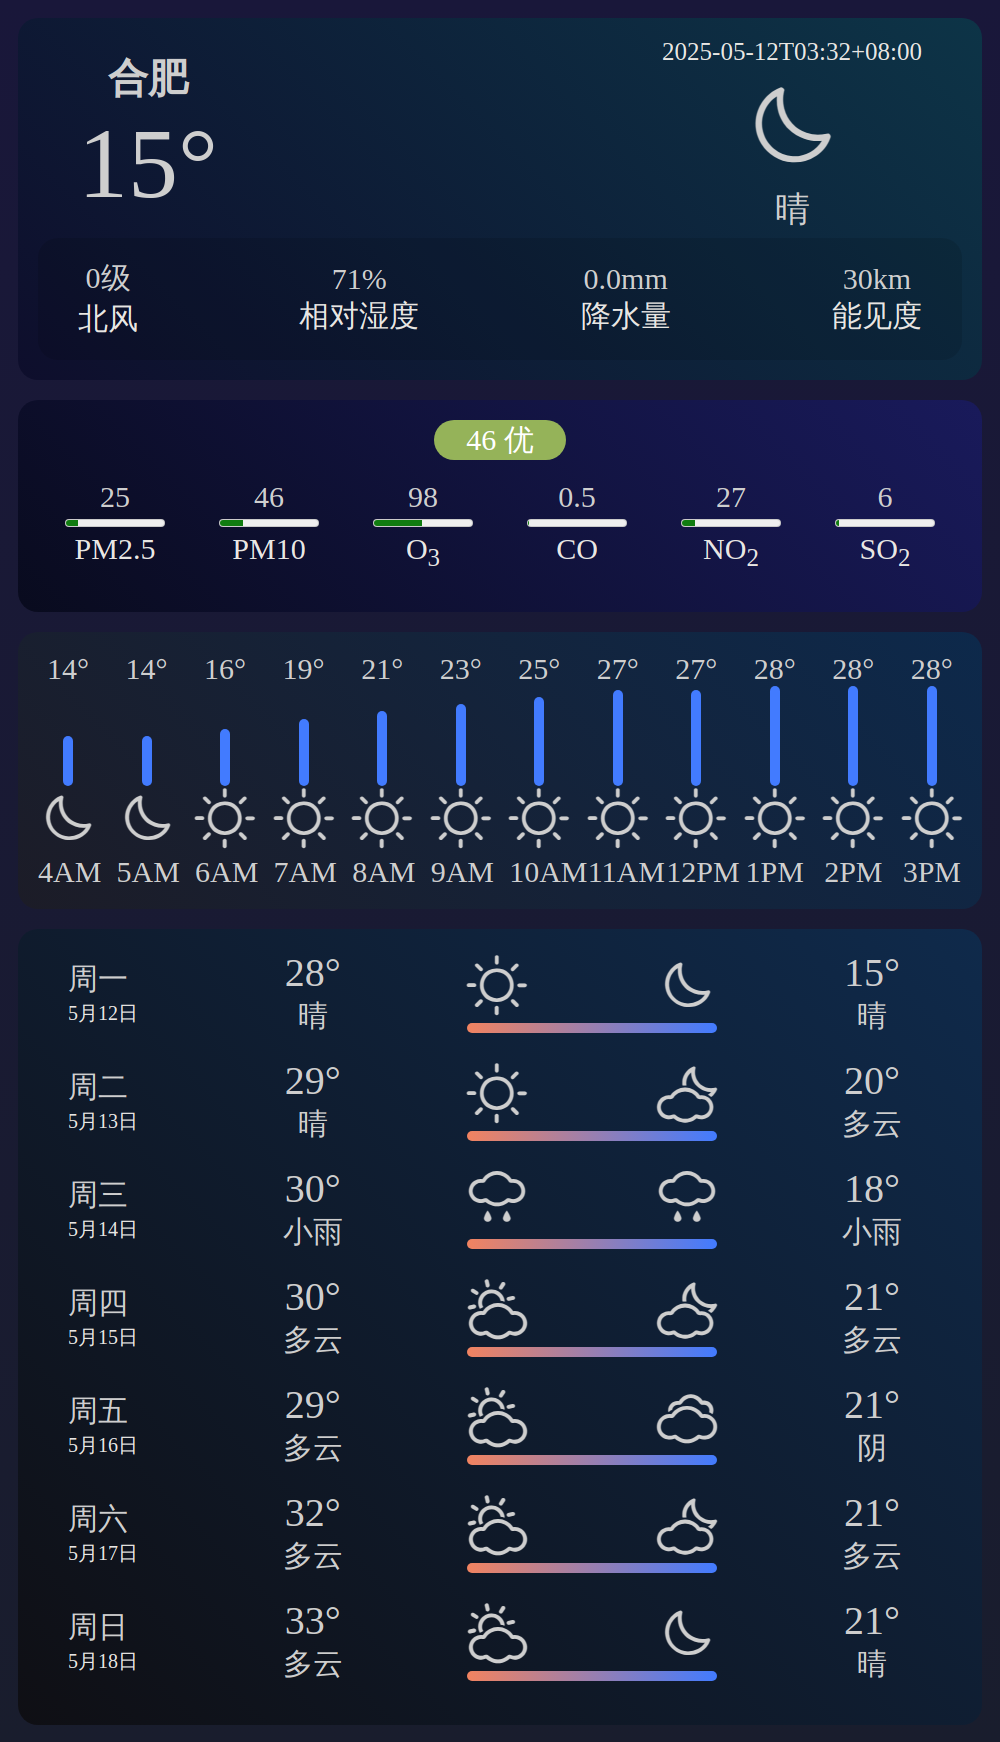 合肥
15°
2025-05-12T03:32+08:00
晴
0级 71% 0.0mm 30km
北风 相对湿度 降水量 能见度
46 优
25 46 98 0.5 27 6
PM2.5 PM10 O3 CO NO2 SO2
14° 14° 16° 19° 21° 23° 25° 27° 27° 28° 28° 28°
4AM 5AM 6AM 7AM 8AM 9AM 10AM 11AM 12PM 1PM 2PM 3PM
周一 28° 15°
5月12日 晴 晴
周二 29° 20°
5月13日 晴 多云
周三 30° 18°
5月14日 小雨 小雨
周四 30° 21°
5月15日 多云 多云
周五 29° 21°
5月16日 多云 阴
周六 32° 21°
5月17日 多云 多云
周日 33° 21°
5月18日 多云 晴